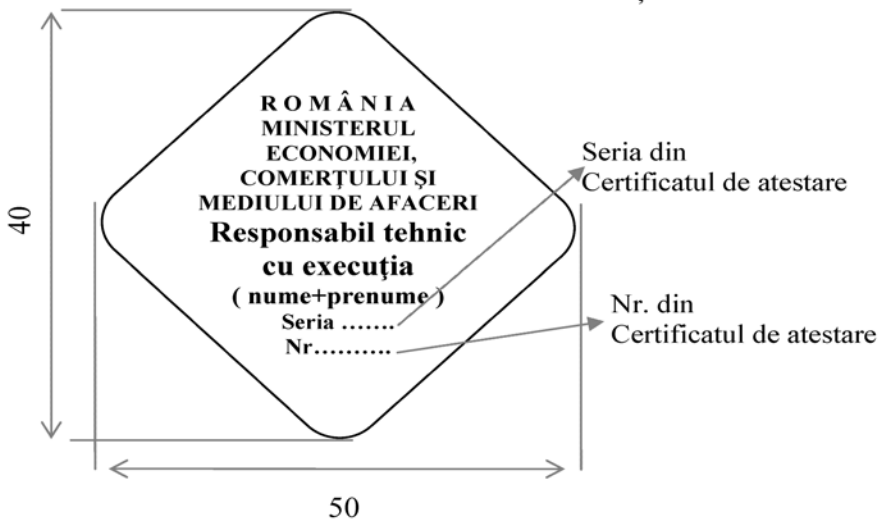 R O M Â N I A
MINISTERUL
ECONOMIEI,
COMERŢULUI ŞI
MEDIULUI DE AFACERI
Responsabil tehnic
cu execuţia
( nume+prenume )
Seria …….
Nr……….
Seria din
Certificatul de atestare
Nr. din
Certificatul de atestare
40
50